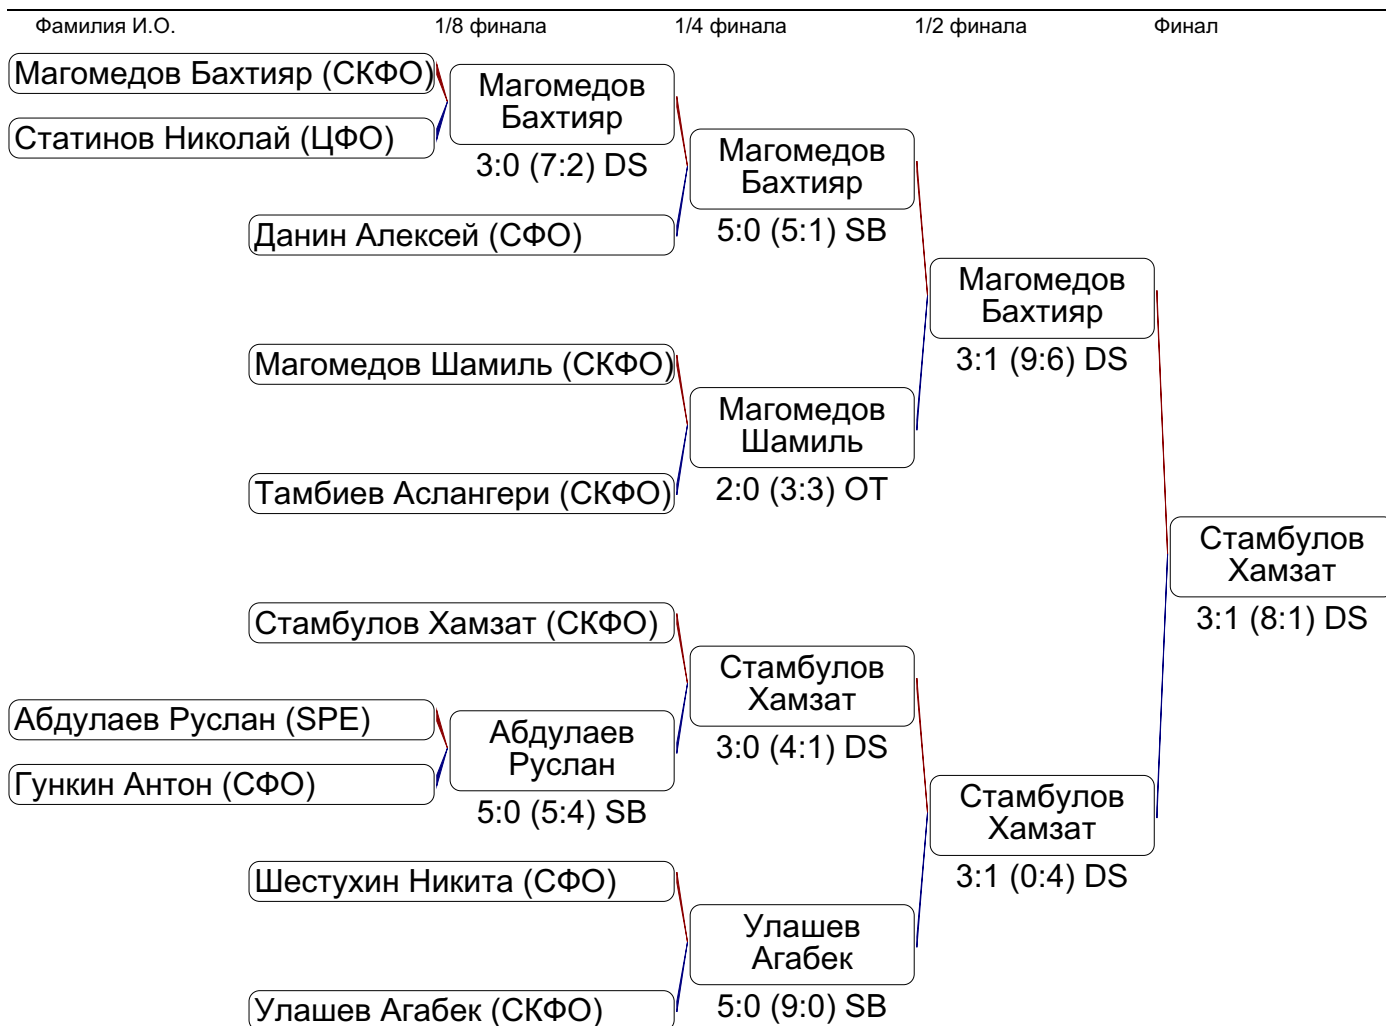 Фамилия И.О.
1/8 финала
1/4 финала
1/2 финала
Финал
Магомедов Бахтияр (СКФО)
Статинов Николай (ЦФО)
Магомедов
Бахтияр
3:0 (7:2) DS
Данин Алексей (СФО)
Магомедов
Бахтияр
5:0 (5:1) SB
Магомедов Шамиль (СКФО)
Тамбиев Аслангери (СКФО)
Магомедов
Шамиль
2:0 (3:3) OT
Магомедов
Бахтияр
3:1 (9:6) DS
Стамбулов Хамзат (СКФО)
Абдулаев Руслан (SPE)
Гункин Антон (СФО)
Абдулаев
Руслан
5:0 (5:4) SB
Стамбулов
Хамзат
3:0 (4:1) DS
Шестухин Никита (СФО)
Улашев Агабек (СКФО)
Улашев
Агабек
5:0 (9:0) SB
Стамбулов
Хамзат
3:1 (0:4) DS
Стамбулов
Хамзат
3:1 (8:1) DS